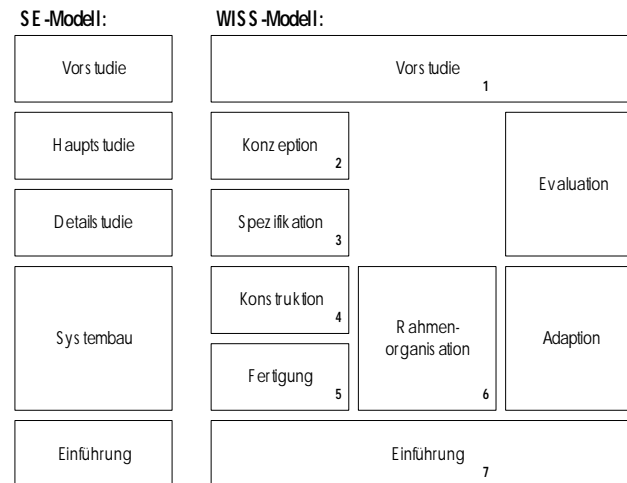 SE-Modell:
WISS-Modell:
Vorstudie
Vorstudie
1
Hauptstudie
Konzeption
2
Evaluation
Detailstudie
Spezifikation
3
Systembau
Konstruktion
4
Rahmen-
organisation
6
Adaption
Fertigung
5
Einführung
Einführung
7